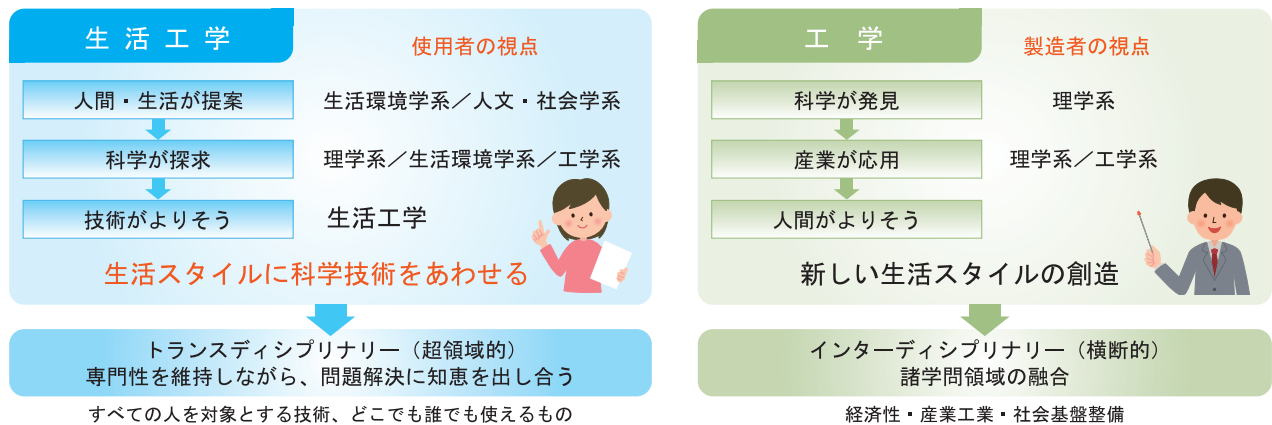 生活工学
使用者の視点
人間・生活が提案
生活環境学系／人文・社会学系
科学が探求
理学系／生活環境学系／工学系
技術がよりそう
生活工学
生活スタイルに科学技術をあわせる
トランスディシプリナリー（超領域的）
専門性を維持しながら、問題解決に知恵を出し合う
すべての人を対象とする技術、どこでも誰でも使えるもの
工学
製造者の視点
科学が発見
理学系
産業が応用
理学系／工学系
人間がよりそう
新しい生活スタイルの創造
インターディシプリナリー（横断的）
諸学問領域の融合
経済性・産業工業・社会基盤整備